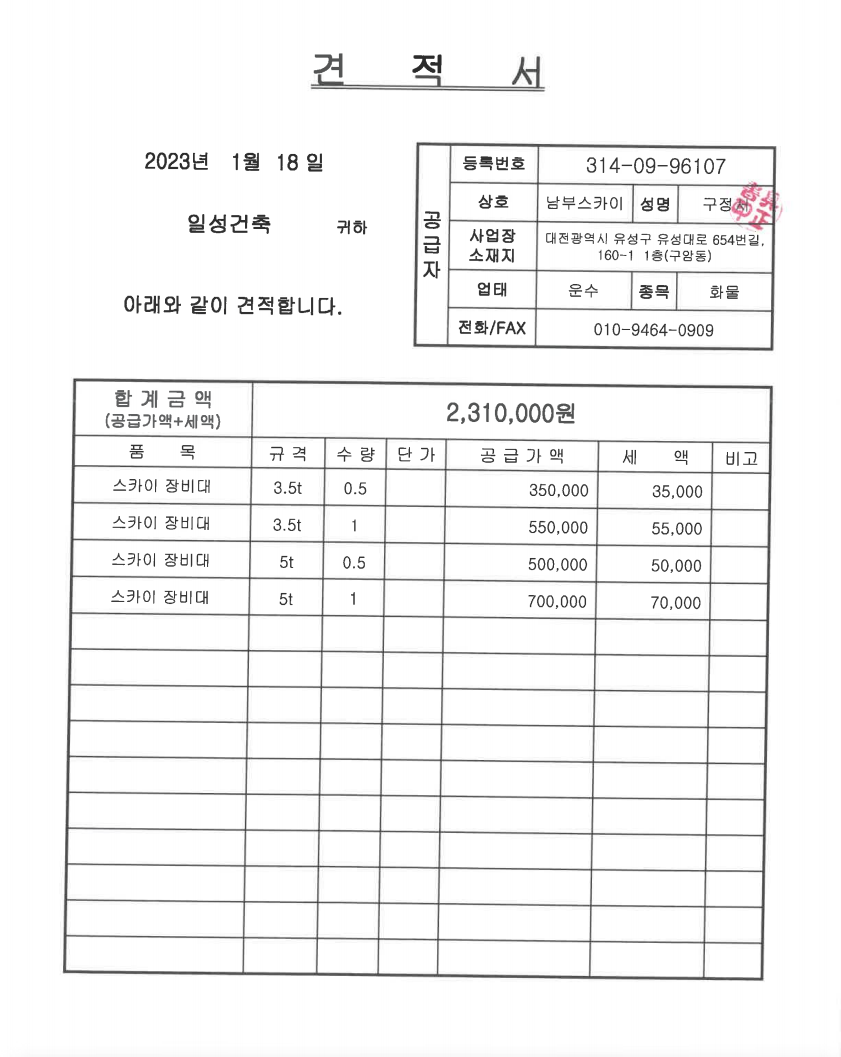 견 적 서
2023년 1월 18일
일성건축 귀하
아래와 같이 견적합니다.
공급자
등록번호 314-09-96107
상호 남부스카이 성명 구정
사업장 소재지 대전광역시 유성구 유성대로 654번길, 160-1 1층(구암동)
업태 운수 종목 화물
전화/FAX 010-9464-0909
합 계 금 액 2,310,000원
(공급가액+세액)
품 목 규 격 수 량 단 가 공 급 가 액 세 액 비고
스카이 장비대 3.5t 0.5 350,000 35,000
스카이 장비대 3.5t 1 550,000 55,000
스카이 장비대 5t 0.5 500,000 50,000
스카이 장비대 5t 1 700,000 70,000